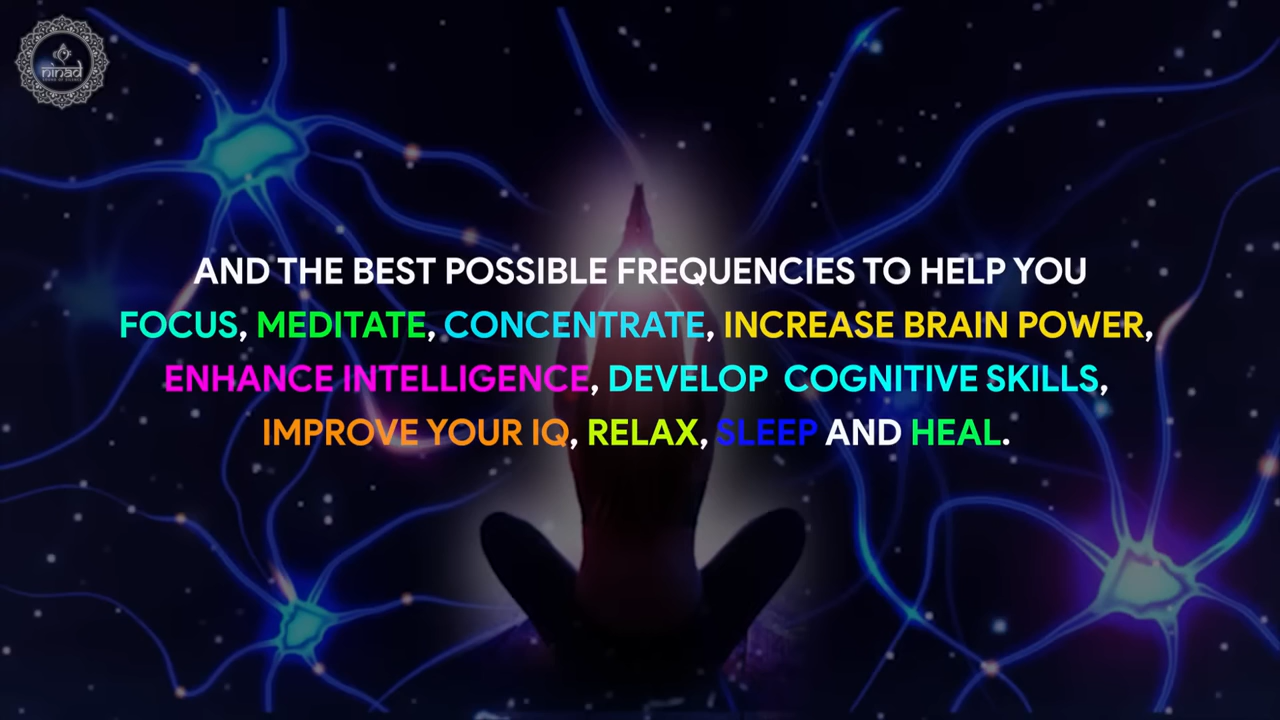 ninad
AND THE BEST POSSIBLE FREQUENCIES TO HELP YOU
FOCUS, MEDITATE, CONCENTRATE, INCREASE BRAIN POWER,
ENHANCE INTELLIGENCE, DEVELOP COGNITIVE SKILLS,
IMPROVE YOUR IQ, RELAX, SLEEP AND HEAL.